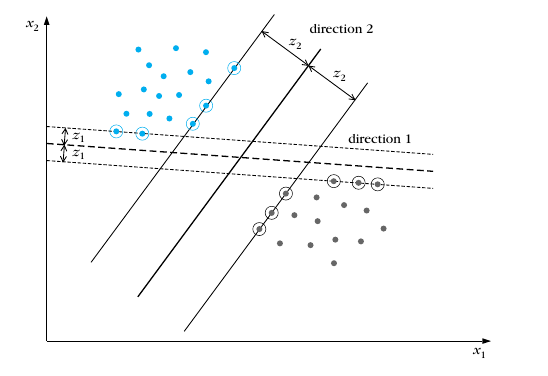 x2
direction 2
z2
z2
direction 1
z1
z1
x1